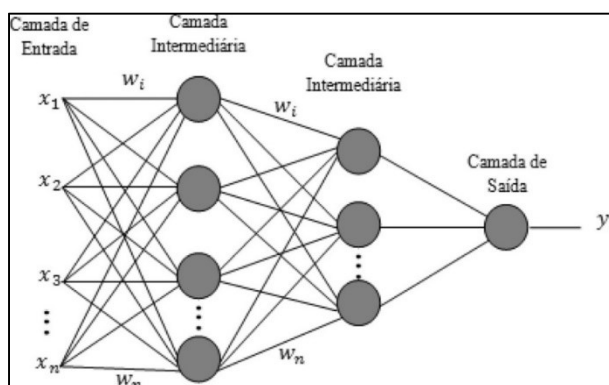 Camada de
Entrada
Camada
Intermediária
Camada
Intermediária
Camada de
Saída
x₁
wᵢ
wᵢ
x₂
x₃
xₙ
wₙ
wₙ
y